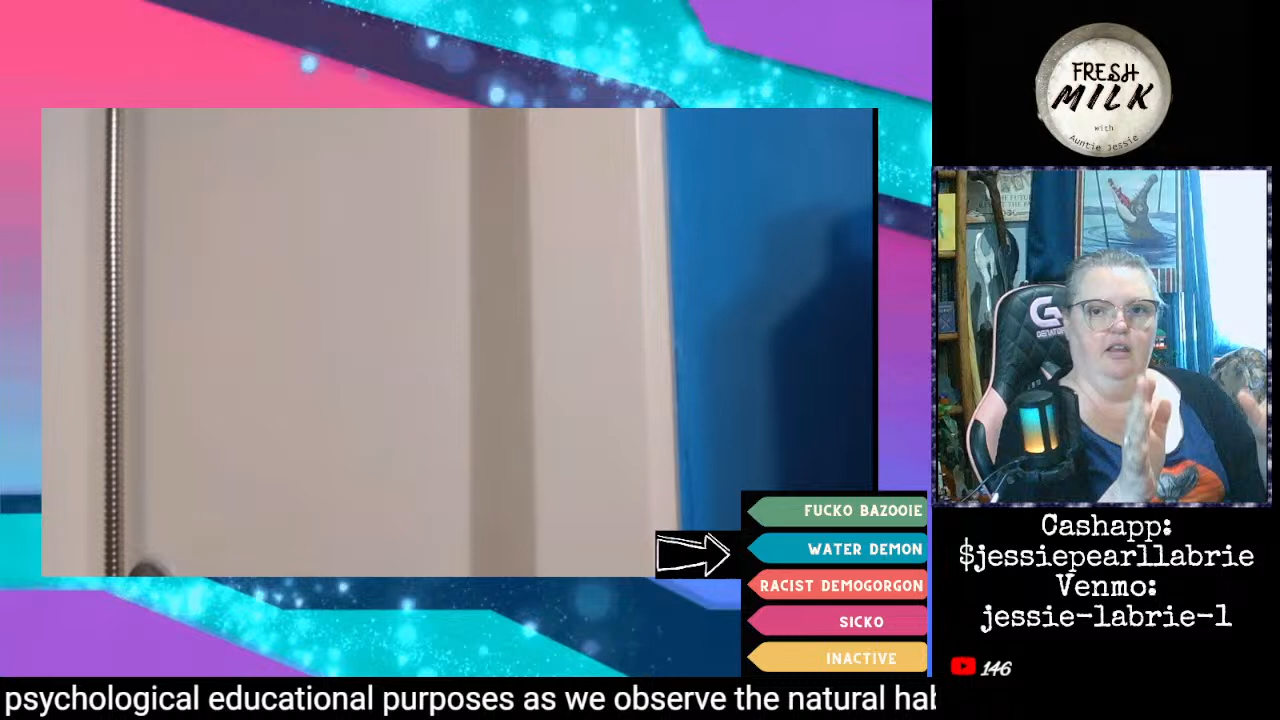 FRESH
MILK
with
Auntie Jessie
FUCKO BAZOOIE
WATER DEMON
RACIST DEMOGORGON
SICKO
INACTIVE
Cashapp:
$jessiepearllabrie
Venmo:
jessie-labrie-1
146
psychological educational purposes as we observe the natural hab